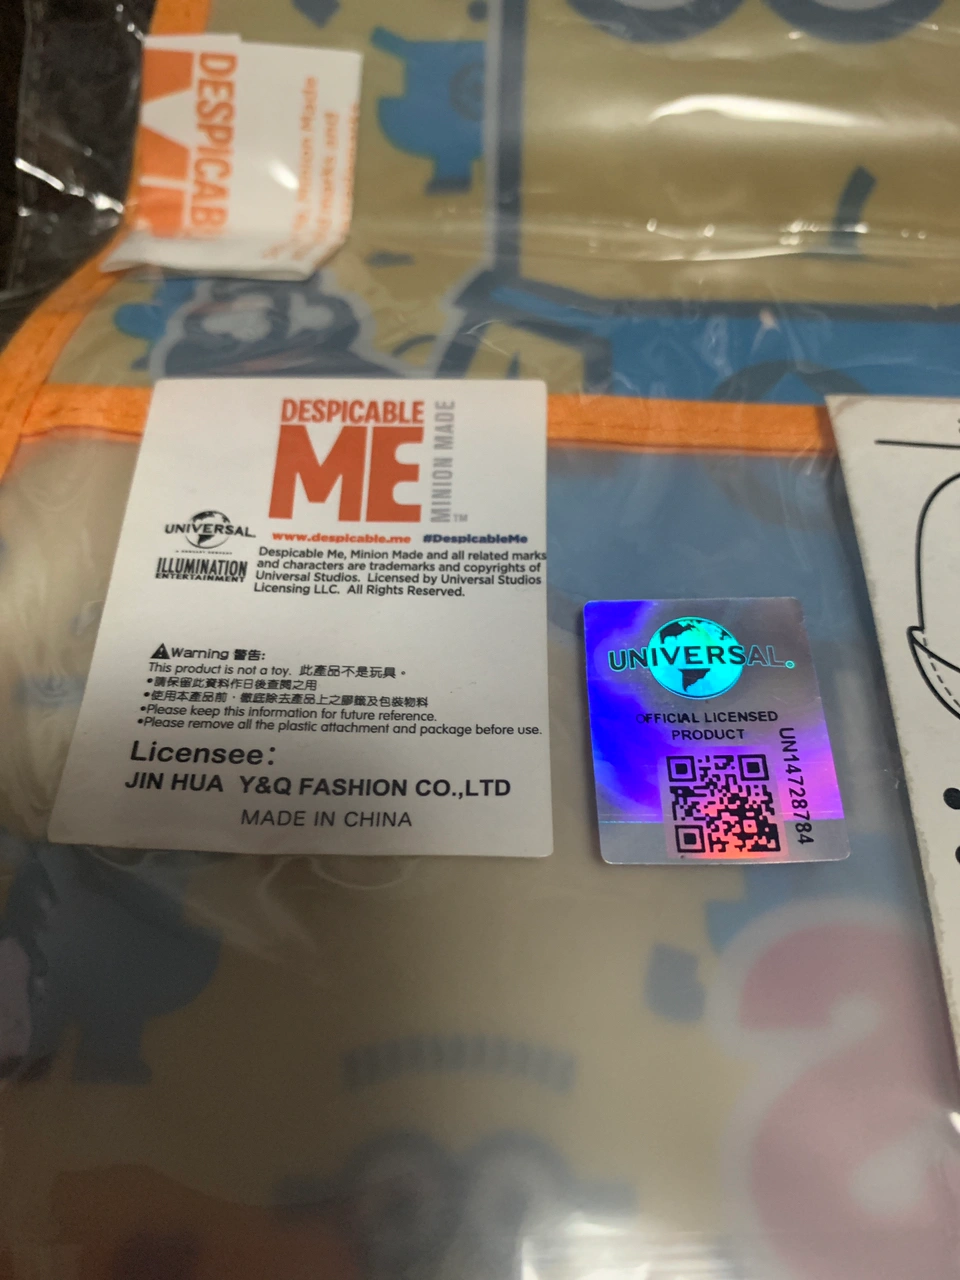 DESPICAB
Minion Made
marks and
DESPICABLE
ME
MINION MADE
TM
UNIVERSAL
ILLUMINATION
ENTERTAINMENT
www.despicable.me #DespicableMe
Despicable Me, Minion Made and all related marks
and characters are trademarks and copyrights of
Universal Studios. Licensed by Universal Studios
Licensing LLC. All Rights Reserved.
Warning 警告:
This product is not a toy. 此產品不是玩具。
•請保留此資料作日後查閱之用
•使用本產品前，徹底除去產品上之膠籤及包裝物料
•Please keep this information for future reference.
•Please remove all the plastic attachment and package before use.
Licensee:
JIN HUA Y&Q FASHION CO.,LTD
MADE IN CHINA
UNIVERSAL
OFFICIAL LICENSED
PRODUCT
UN14728784